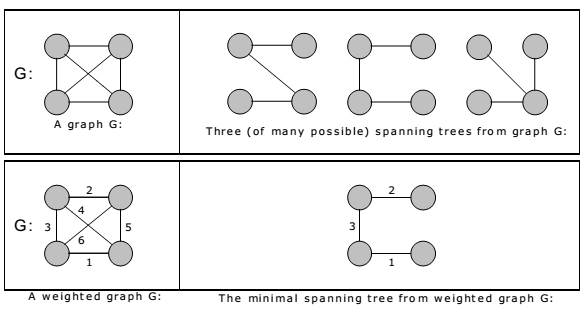 G:
A graph G:
Three (of many possible) spanning trees from graph G:
G:
2
4
3
5
6
1
A weighted graph G:
2
3
1
The minimal spanning tree from weighted graph G: